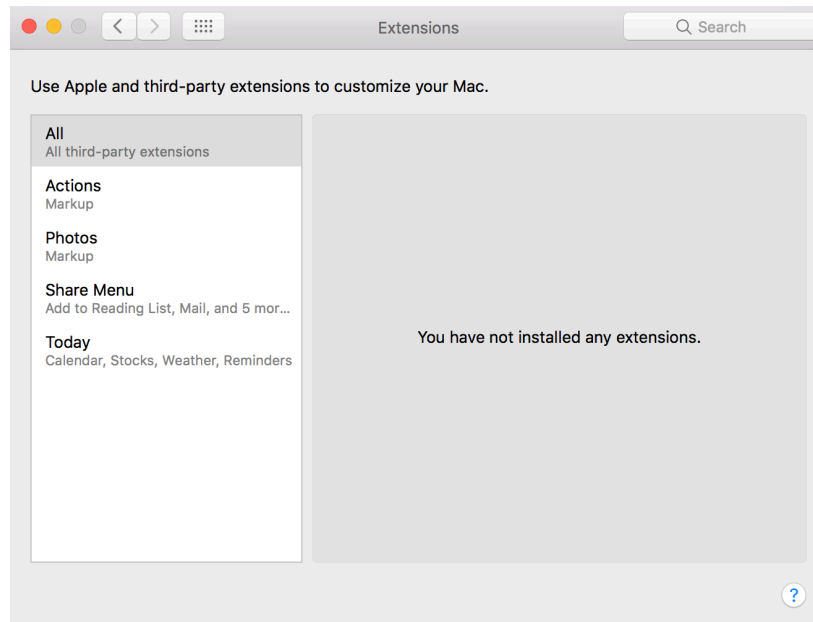 Extensions
Search
Use Apple and third-party extensions to customize your Mac.
All
All third-party extensions
Actions
Markup
Photos
Markup
Share Menu
Add to Reading List, Mail, and 5 mor...
Today
Calendar, Stocks, Weather, Reminders
You have not installed any extensions.
?